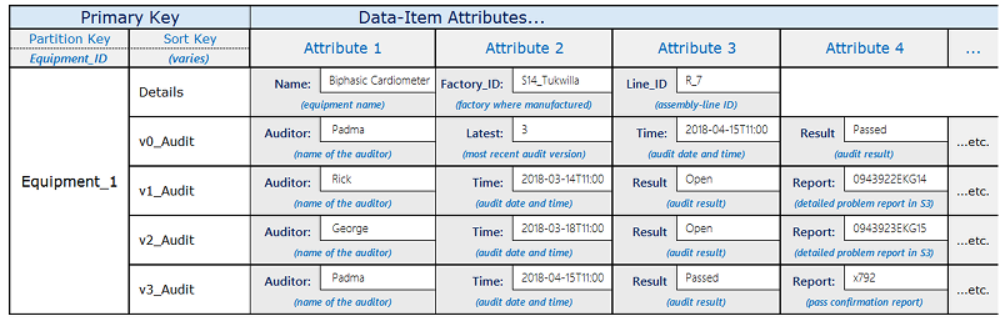 Primary Key Data-Item Attributes...
Partition Key Sort Key Attribute 1 Attribute 2 Attribute 3 Attribute 4 ...
Equipment_ID (varies)
Equipment_1
Details Name: Biphasic Cardiometer Factory_ID: S14_Tukwilla Line_ID R_7
(equipment name) (factory where manufactured) (assembly-line ID)
v0_Audit Auditor: Padma Latest: 3 Time: 2018-04-15T11:00 Result Passed ...etc.
(name of the auditor) (most recent audit version) (audit date and time) (audit result)
v1_Audit Auditor: Rick Time: 2018-03-14T11:00 Result Open Report: 0943922EKG14 ...etc.
(name of the auditor) (audit date and time) (audit result) (detailed problem report in S3)
v2_Audit Auditor: George Time: 2018-03-18T11:00 Result Open Report: 0943923EKG15 ...etc.
(name of the auditor) (audit date and time) (audit result) (detailed problem report in S3)
v3_Audit Auditor: Padma Time: 2018-04-15T11:00 Result Passed Report: x792 ...etc.
(name of the auditor) (audit date and time) (audit result) (pass confirmation report)